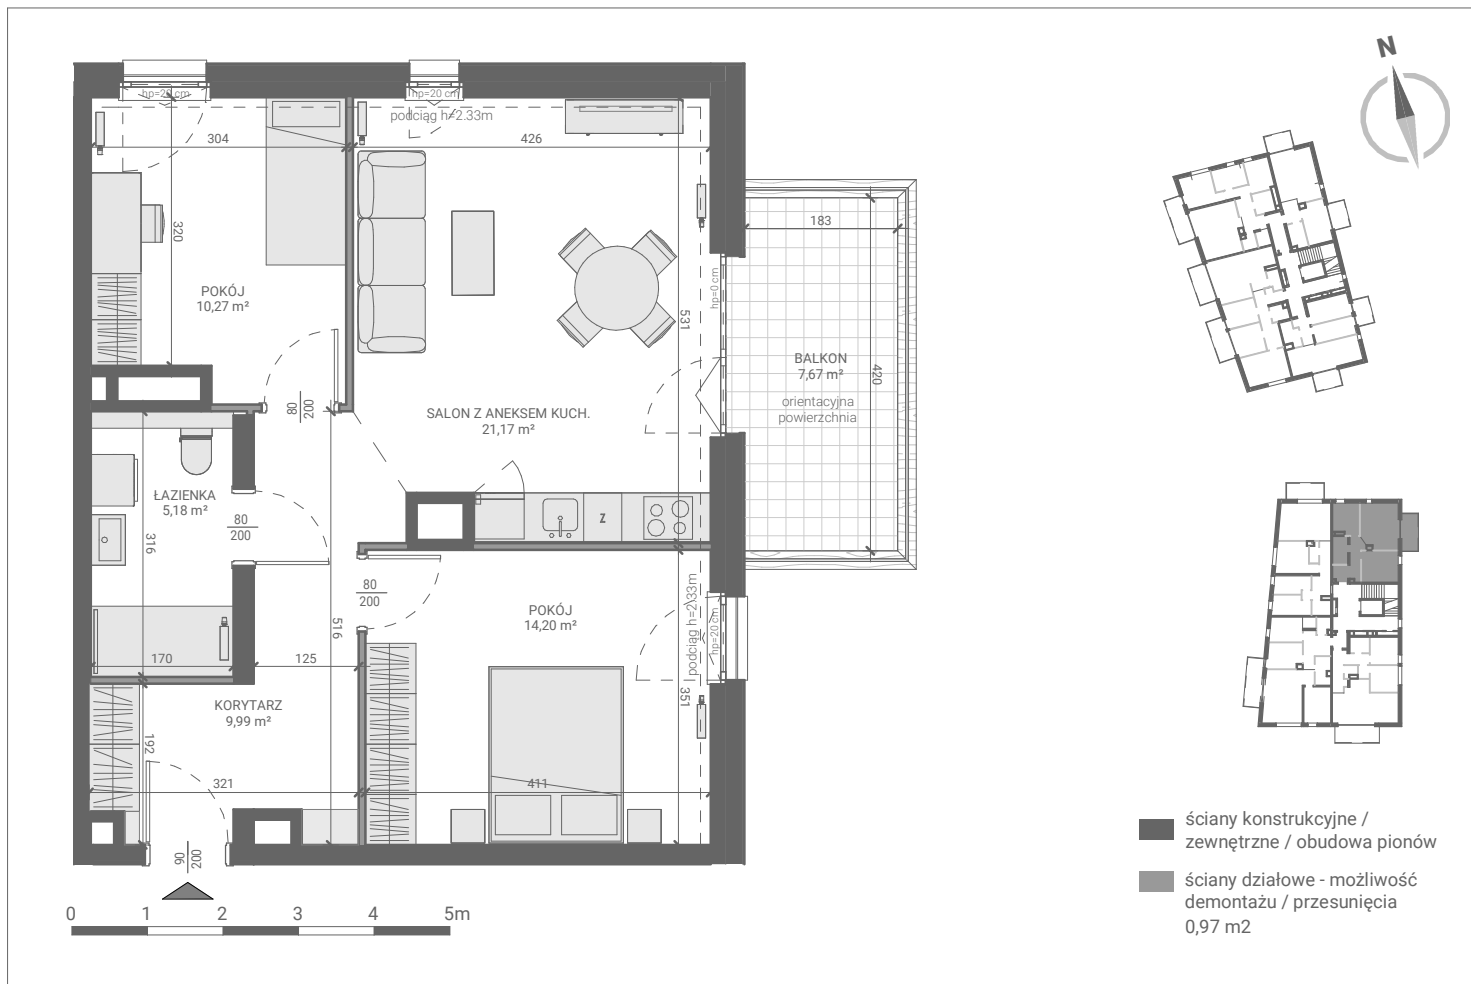 N
hp=20 cm
hp=20 cm
podciąg h=2.33m
304
426
320
183
POKÓJ
10,27 m²
hp=0 cm
531
BALKON
7,67 m²
420
orientacyjna
powierzchnia
80
200
SALON Z ANEKSEM KUCH.
21,17 m²
ŁAZIENKA
5,18 m²
80
200
316
Z
80
200
POKÓJ
14,20 m²
podciąg h=2.33m
hp=20 cm
516
170
125
351
KORYTARZ
9,99 m²
192
321
411
90
200
0 1 2 3 4 5m
ściany konstrukcyjne /
zewnętrzne / obudowa pionów
ściany działowe - możliwość
demontażu / przesunięcia
0,97 m2